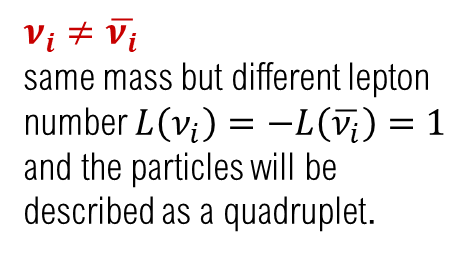 νᵢ ≠ ν̅ᵢ
same mass but different lepton
number L(νᵢ) = −L(ν̅ᵢ) = 1
and the particles will be
described as a quadruplet.